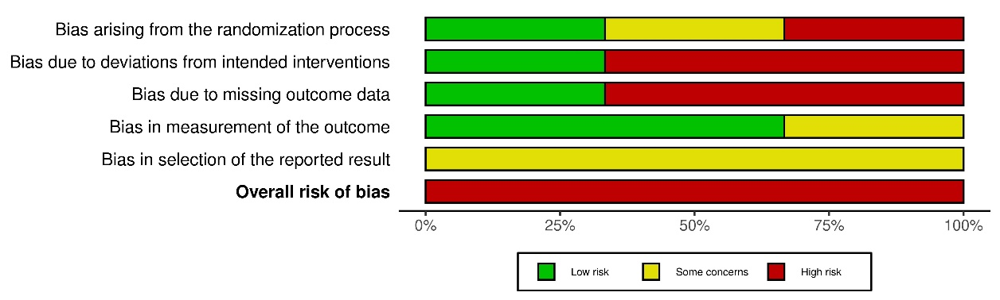 Bias arising from the randomization process
Bias due to deviations from intended interventions
Bias due to missing outcome data
Bias in measurement of the outcome
Bias in selection of the reported result
Overall risk of bias
0% 25% 50% 75% 100%
Low risk Some concerns High risk